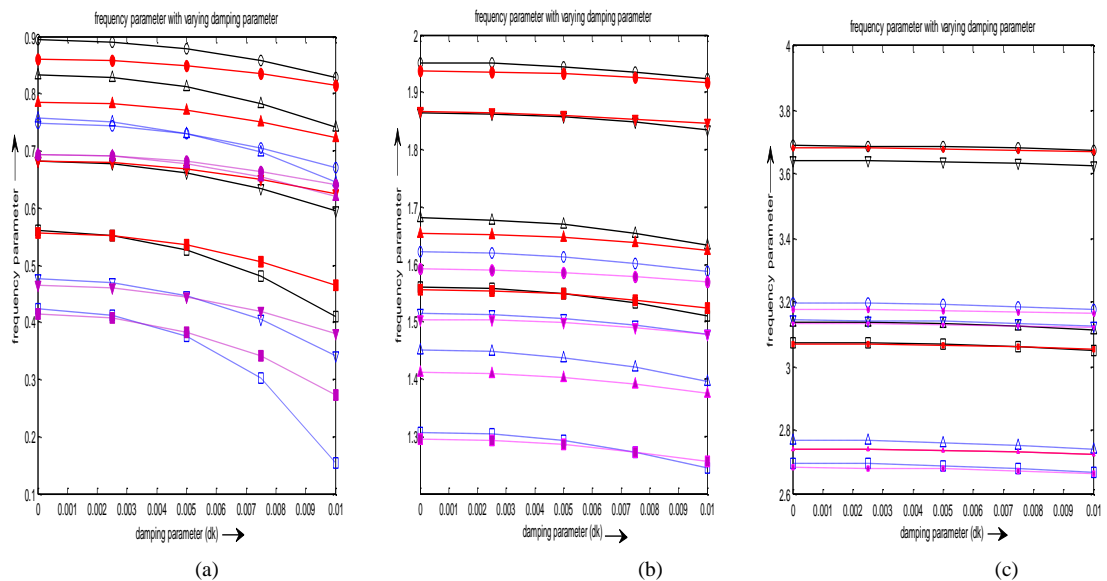 frequency parameter with varying damping parameter
0.9
0.8
0.7
0.6
0.5
0.4
0.3
0.2
0.1
frequency parameter
0 0.001 0.002 0.003 0.004 0.005 0.006 0.007 0.008 0.009 0.01
damping parameter (dk)
(a)
frequency parameter with varying damping parameter
2
1.9
1.8
1.7
1.6
1.5
1.4
1.3
frequency parameter
0 0.001 0.002 0.003 0.004 0.005 0.006 0.007 0.008 0.009 0.01
damping parameter (dk)
(b)
frequency parameter with varying damping parameter
4
3.8
3.6
3.4
3.2
3
2.8
2.6
frequency parameter
0 0.001 0.002 0.003 0.004 0.005 0.006 0.007 0.008 0.009 0.01
damping parameter (dk)
(c)